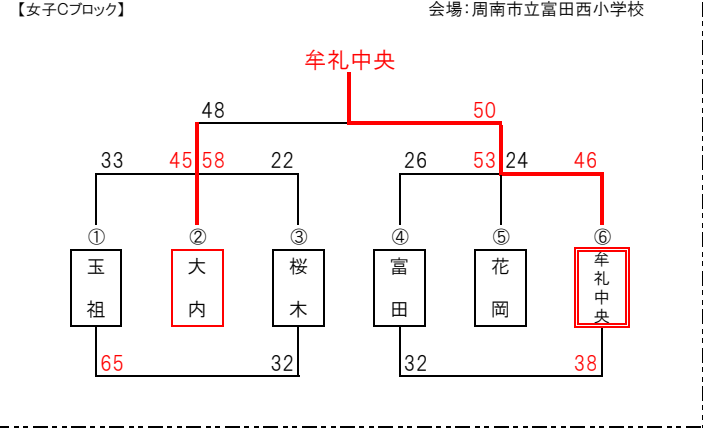 【女子Cブロック】 会場：周南市立富田西小学校
牟礼中央
48 50
33 45 58 22 26 53 24 46
① ② ③ ④ ⑤ ⑥
玉祖 大内 桜木 富田 花岡 牟礼中央
65 32 32 38